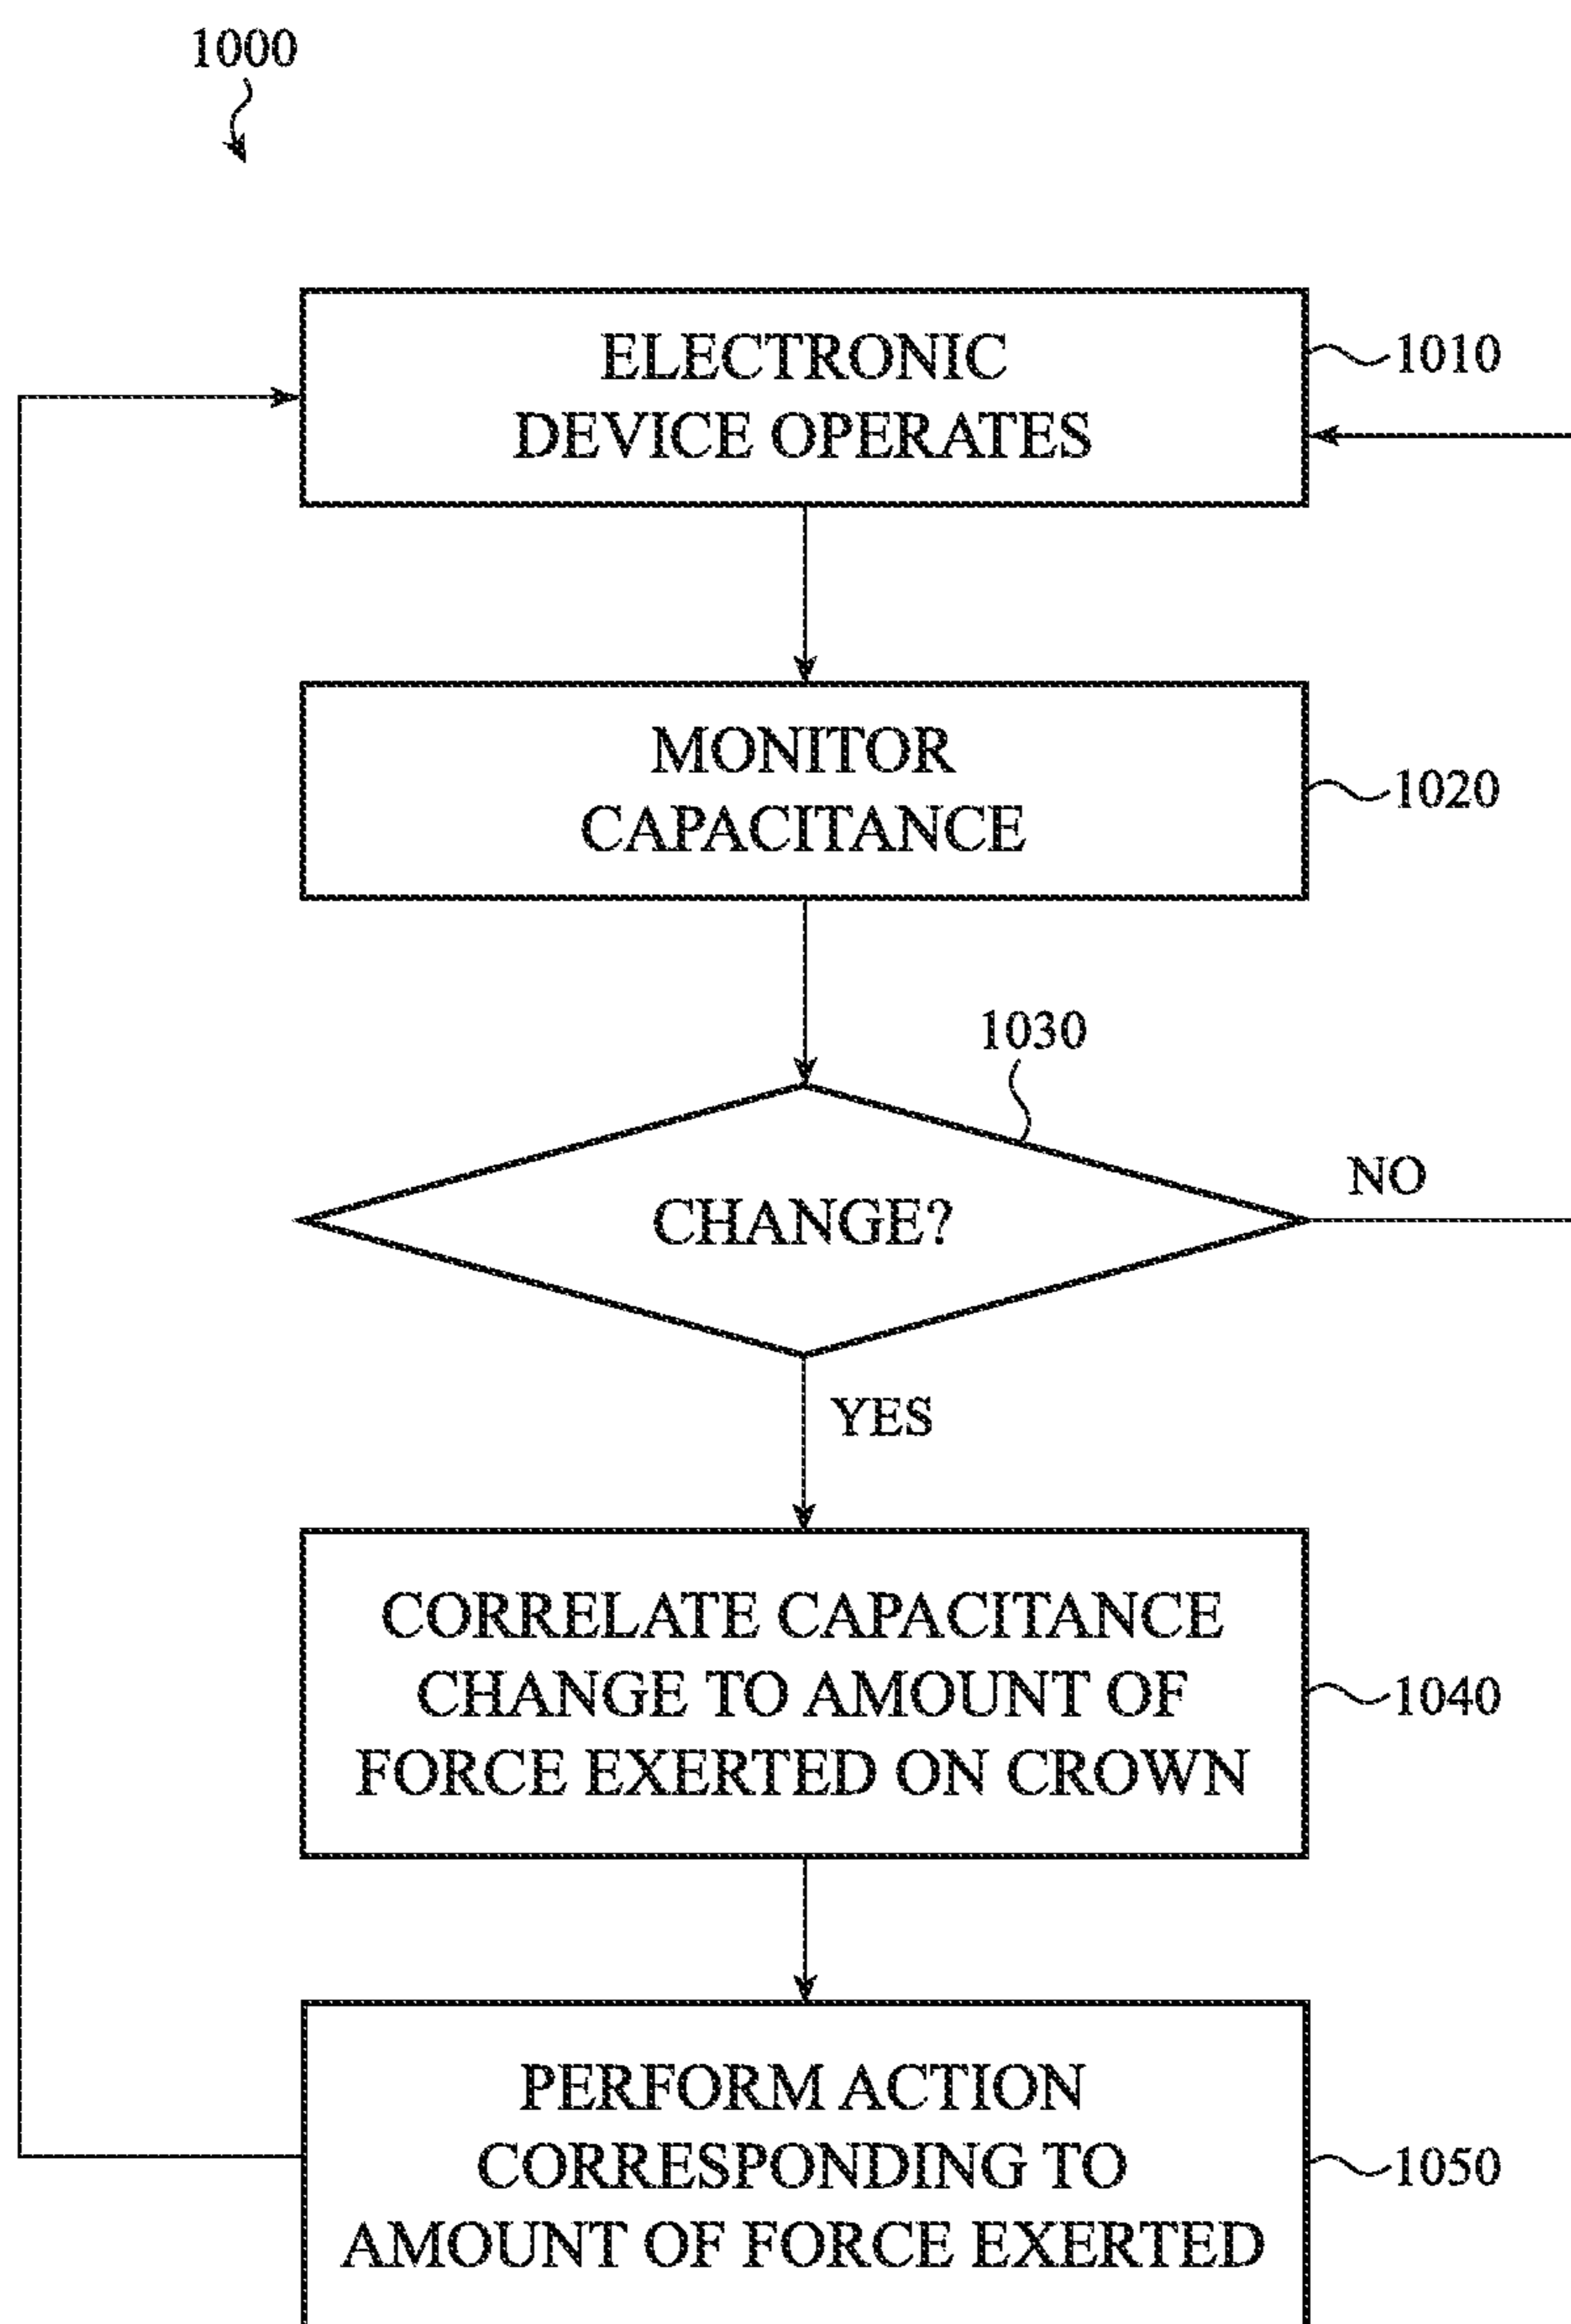 1000
ELECTRONIC
DEVICE OPERATES
1010
MONITOR
CAPACITANCE
1020
1030
CHANGE?
NO
YES
CORRELATE CAPACITANCE
CHANGE TO AMOUNT OF
FORCE EXERTED ON CROWN
1040
PERFORM ACTION
CORRESPONDING TO
AMOUNT OF FORCE EXERTED
1050